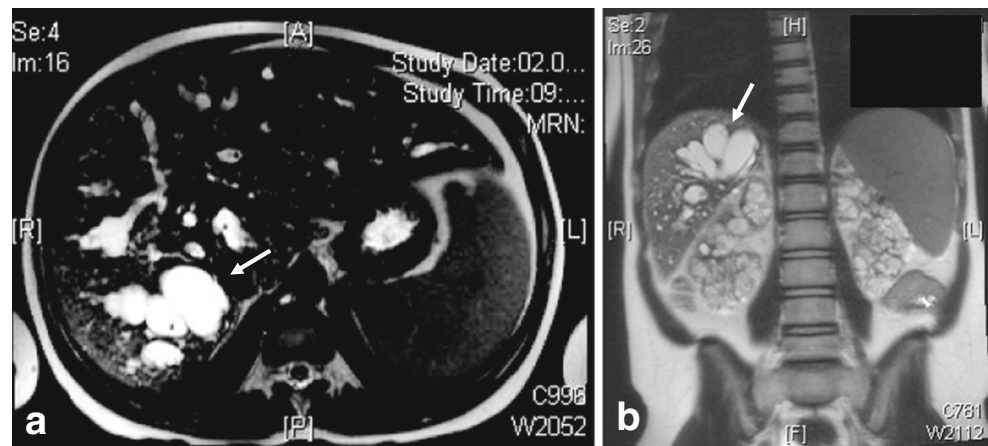 Se:4
Im:16
[A]
Study Date:02.0...
Study Time:09:...
MRN:
[R]
[L]
[P]
C996
W2052
a
Se:2
Im:26
[H]
[R]
[L]
[F]
C781
W2112
b